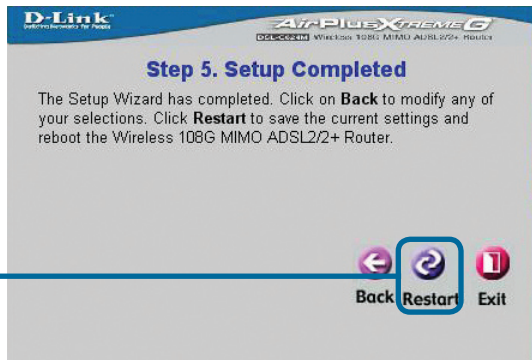 D-Link
Building Networks for People
AirPlus XTREME G
DSL-G624M Wireless 108G MIMO ADSL2/2+ Router
Step 5. Setup Completed
The Setup Wizard has completed. Click on Back to modify any of
your selections. Click Restart to save the current settings and
reboot the Wireless 108G MIMO ADSL2/2+ Router.
Back Restart Exit